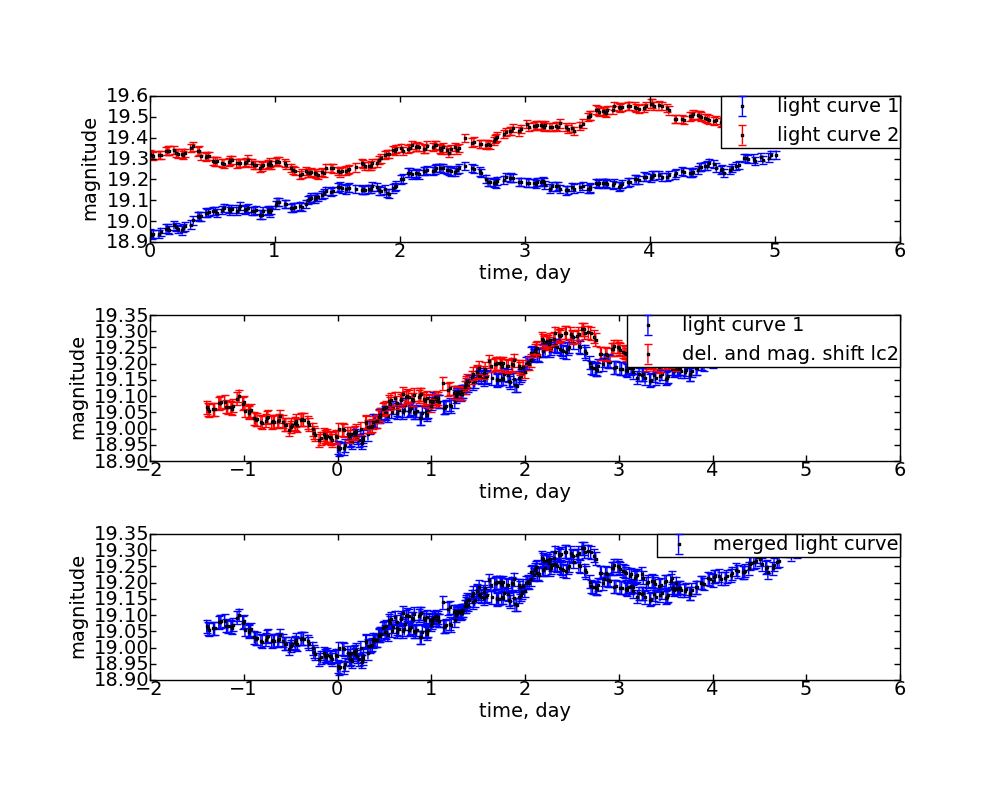 19.6
19.5
19.4
19.3
19.2
19.1
19.0
18.9
magnitude
light curve 1
light curve 2
0 1 2 3 4 5 6
time, day
19.35
19.30
19.25
19.20
19.15
19.10
19.05
19.00
18.95
18.90
magnitude
light curve 1
del. and mag. shift lc2
−2 −1 0 1 2 3 4 5 6
time, day
19.35
19.30
19.25
19.20
19.15
19.10
19.05
19.00
18.95
18.90
magnitude
merged light curve
−2 −1 0 1 2 3 4 5 6
time, day